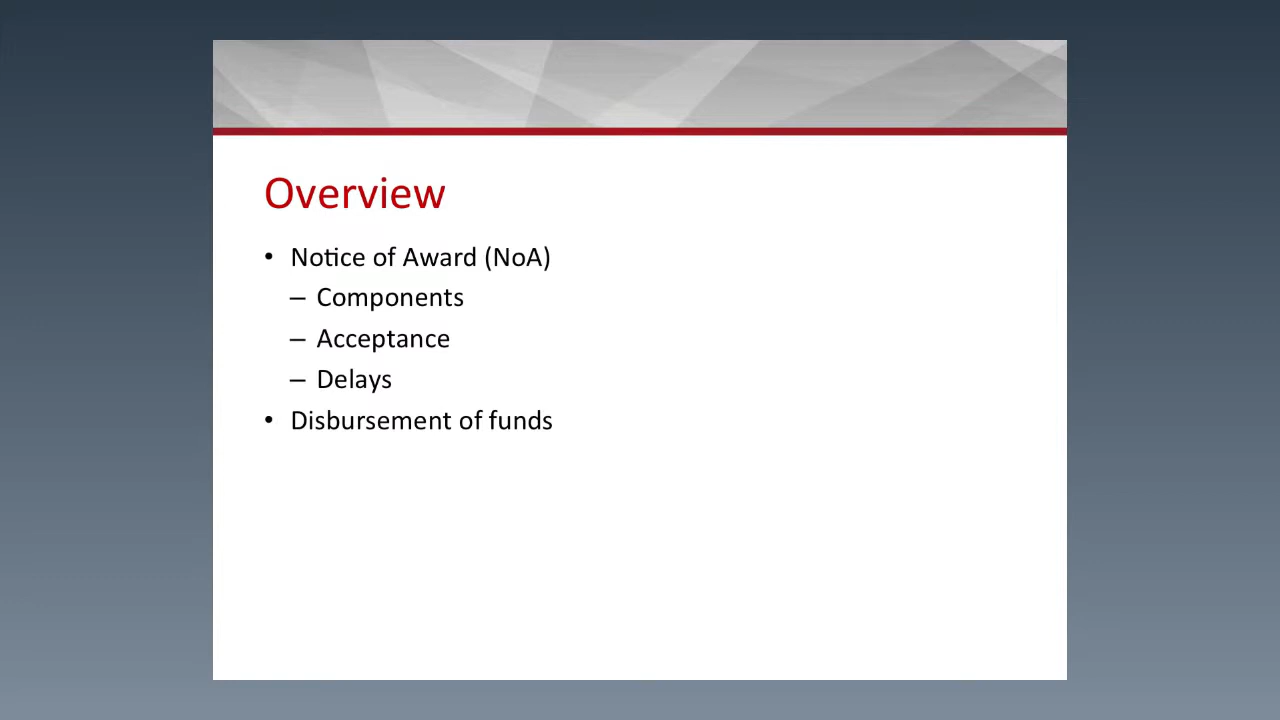 Overview
• Notice of Award (NoA)
– Components
– Acceptance
– Delays
• Disbursement of funds